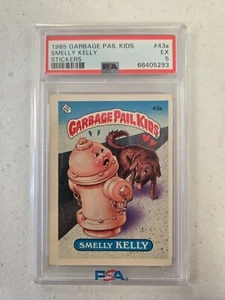 1985 GARBAGE PAIL KIDS #43a
SMELLY KELLY EX
STICKERS PSA 5
66405293
43a
GARBAGE PAIL KIDS
SMELLY KELLY
PSA